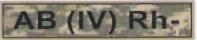 AB (IV) Rh-